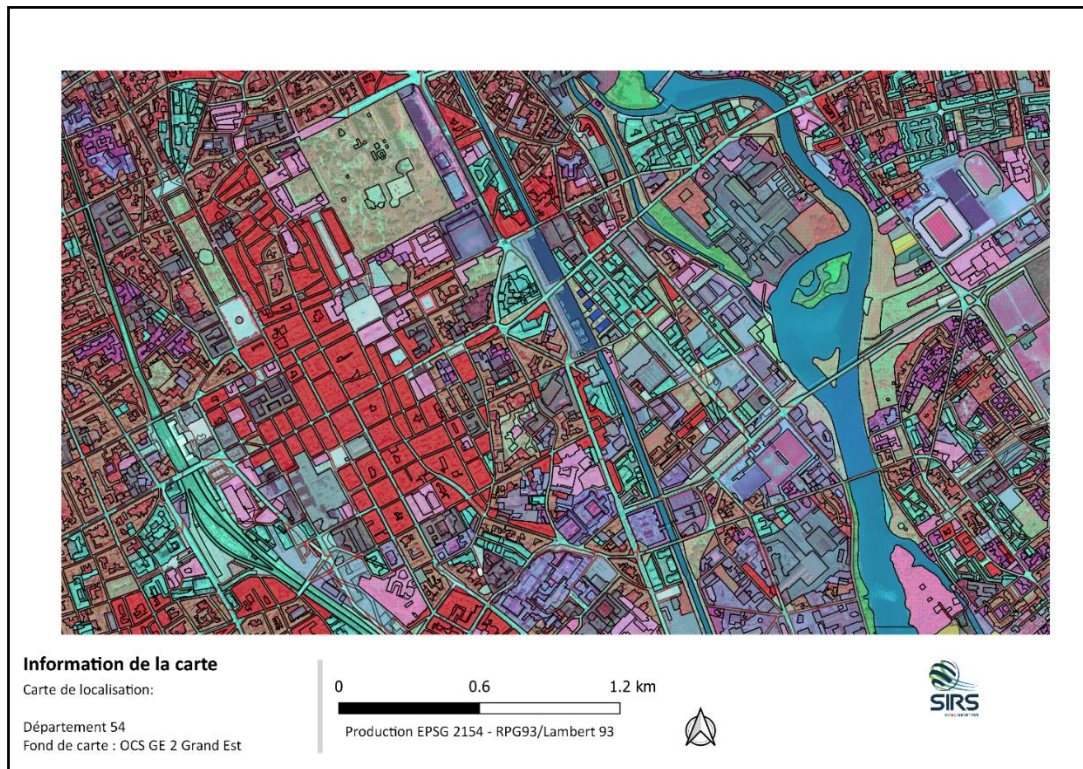 Information de la carte
Carte de localisation:
Département 54
Fond de carte : OCS GE 2 Grand Est
0 0.6 1.2 km
Production EPSG 2154 - RPG93/Lambert 93
SIRS